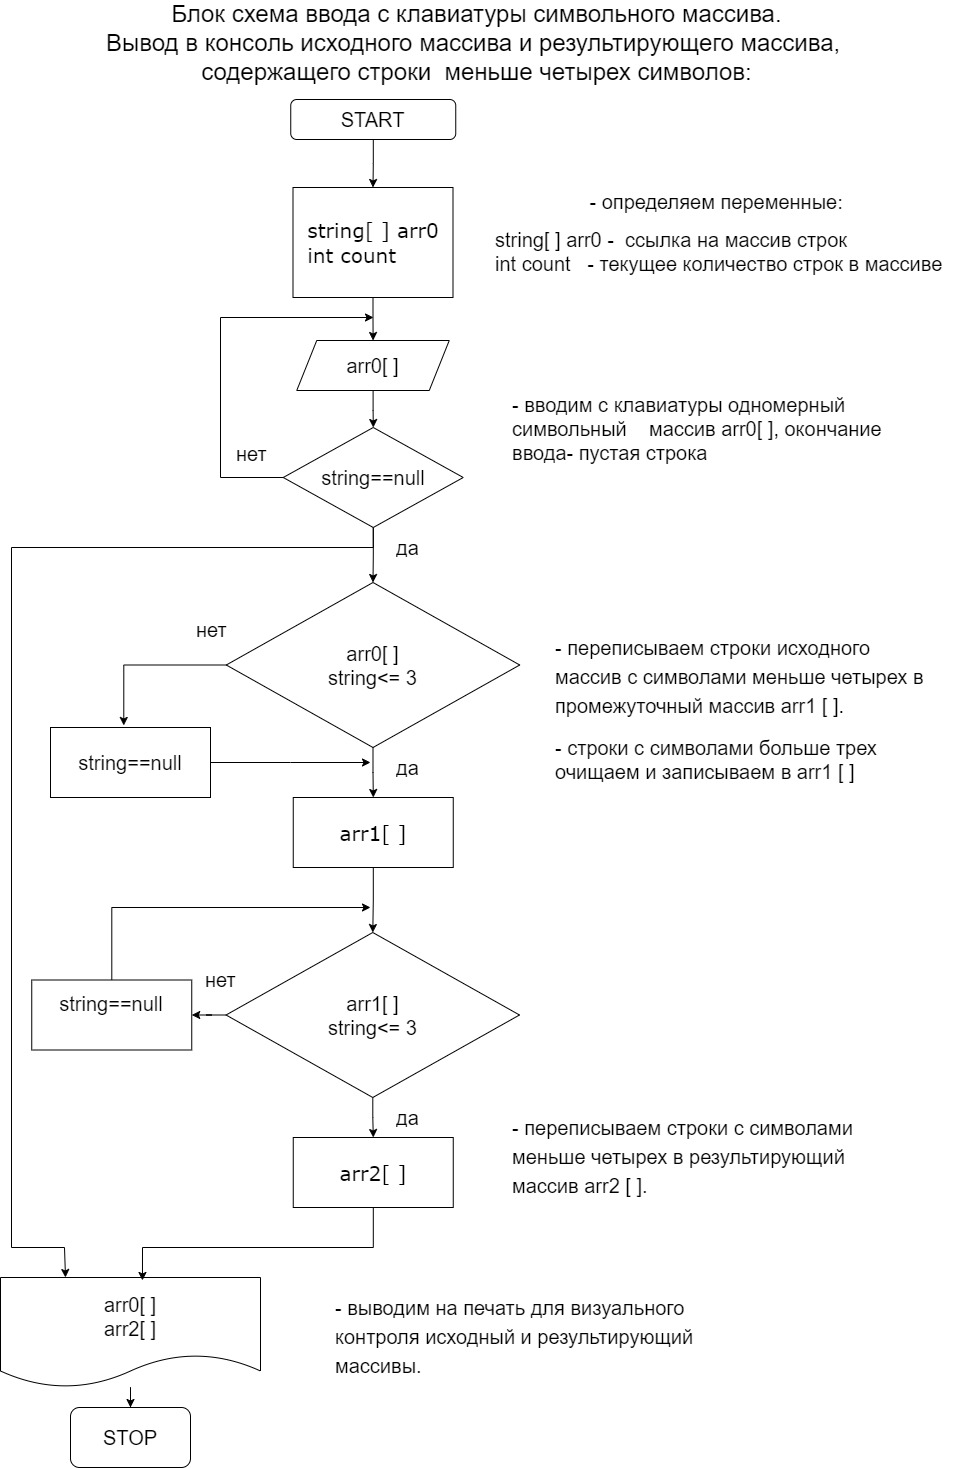 Блок схема ввода с клавиатуры символьного массива.
Вывод в консоль исходного массива и результирующего массива,
содержащего строки меньше четырех символов:
START
string[ ] arr0
int count
- определяем переменные:
string[ ] arr0 - ссылка на массив строк
int count - текущее количество строк в массиве
arr0[ ]
- вводим с клавиатуры одномерный
символьный массив arr0[ ], окончание
ввода- пустая строка
нет
string==null
да
нет
arr0[ ]
string<= 3
- переписываем строки исходного
массив с символами меньше четырех в
промежуточный массив arr1 [ ].
- строки с символами больше трех
очищаем и записываем в arr1 [ ]
string==null
да
arr1[ ]
нет
string==null
arr1[ ]
string<= 3
да
- переписываем строки с символами
меньше четырех в результирующий
массив arr2 [ ].
arr2[ ]
arr0[ ]
arr2[ ]
- выводим на печать для визуального
контроля исходный и результирующий
массивы.
STOP